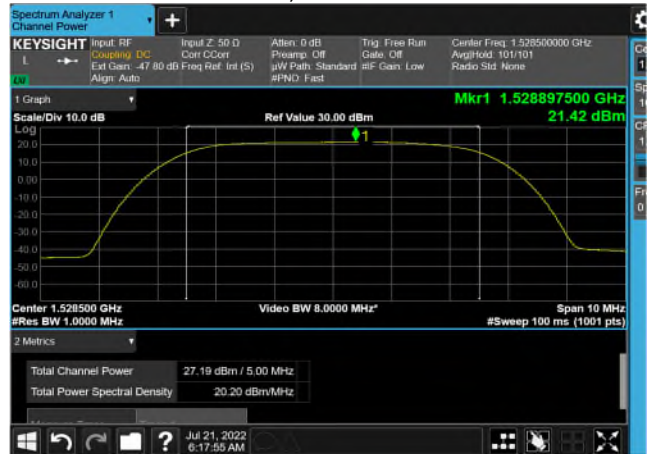 Spectrum Analyzer 1
Channel Power
+
KEYSIGHT
L
LU
Input: RF
Coupling: DC
Ext Gain: -47.80 dB
Align: Auto
Input Z: 50 Ω
Corr CCorr
Freq Ref: Int (S)
Atten: 0 dB
Preamp: Off
µW Path: Standard
#PNO: Fast
Trig: Free Run
Gate: Off
#IF Gain: Low
Center Freq: 1.528500000 GHz
Avg|Hold: 101/101
Radio Std: None
1 Graph
Scale/Div 10.0 dB
Ref Value 30.00 dBm
Mkr1 1.528897500 GHz
21.42 dBm
Log
1
20.0
10.0
0.00
-10.0
-20.0
-30.0
-40.0
-50.0
-60.0
Center 1.528500 GHz
Video BW 8.0000 MHz*
Span 10 MHz
#Res BW 1.0000 MHz
#Sweep 100 ms (1001 pts)
2 Metrics
Total Channel Power 27.19 dBm / 5.00 MHz
Total Power Spectral Density 20.20 dBm/MHz
?
Jul 21, 2022
6:17:55 AM